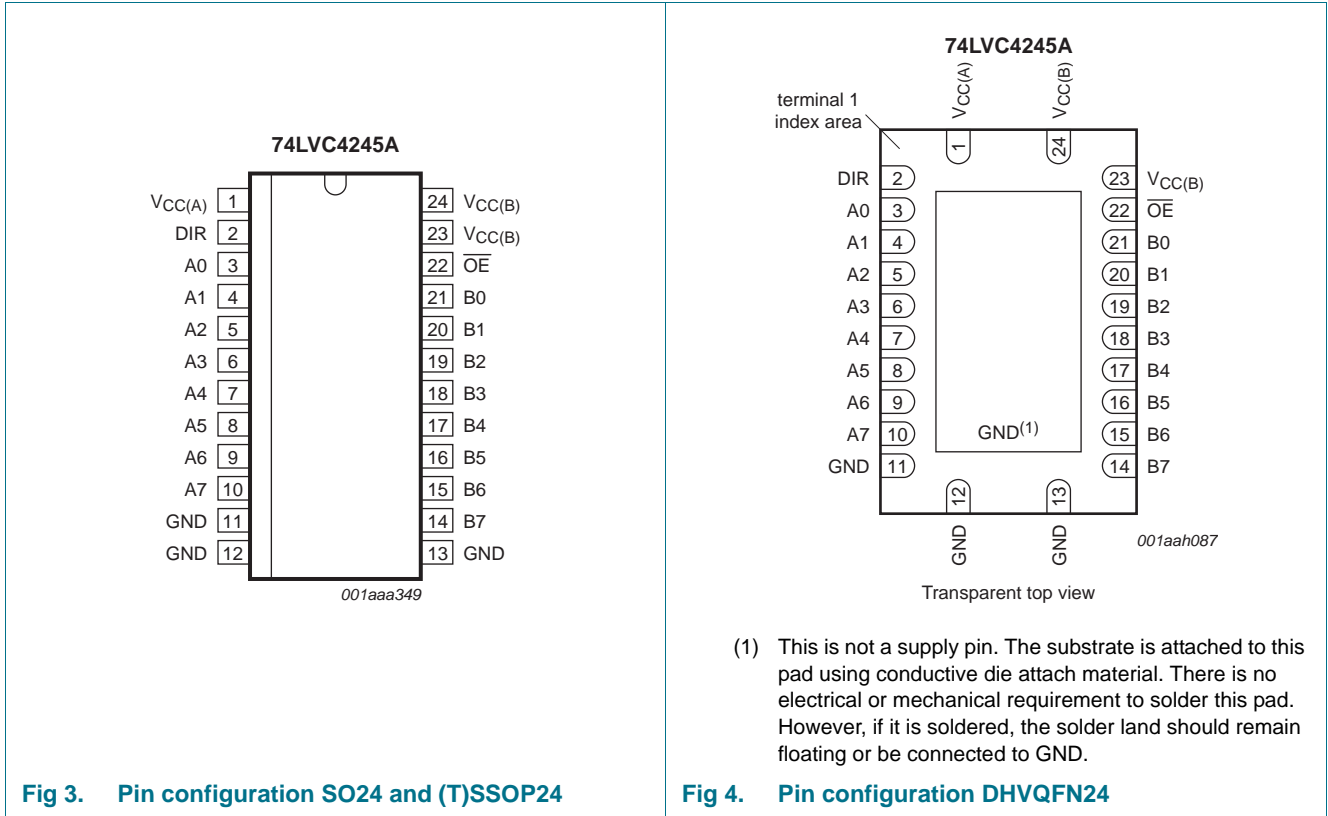 74LVC4245A
VCC(A) 1
DIR 2
A0 3
A1 4
A2 5
A3 6
A4 7
A5 8
A6 9
A7 10
GND 11
GND 12
24 VCC(B)
23 VCC(B)
22 OE
21 B0
20 B1
19 B2
18 B3
17 B4
16 B5
15 B6
14 B7
13 GND
001aaa349
Fig 3. Pin configuration SO24 and (T)SSOP24
74LVC4245A
terminal 1
index area
VCC(A)
VCC(B)
1
24
DIR 2
A0 3
A1 4
A2 5
A3 6
A4 7
A5 8
A6 9
A7 10
GND 11
23 VCC(B)
22 OE
21 B0
20 B1
19 B2
18 B3
17 B4
16 B5
15 B6
14 B7
GND(1)
12
13
GND
GND
001aah087
Transparent top view
(1) This is not a supply pin. The substrate is attached to this
pad using conductive die attach material. There is no
electrical or mechanical requirement to solder this pad.
However, if it is soldered, the solder land should remain
floating or be connected to GND.
Fig 4. Pin configuration DHVQFN24